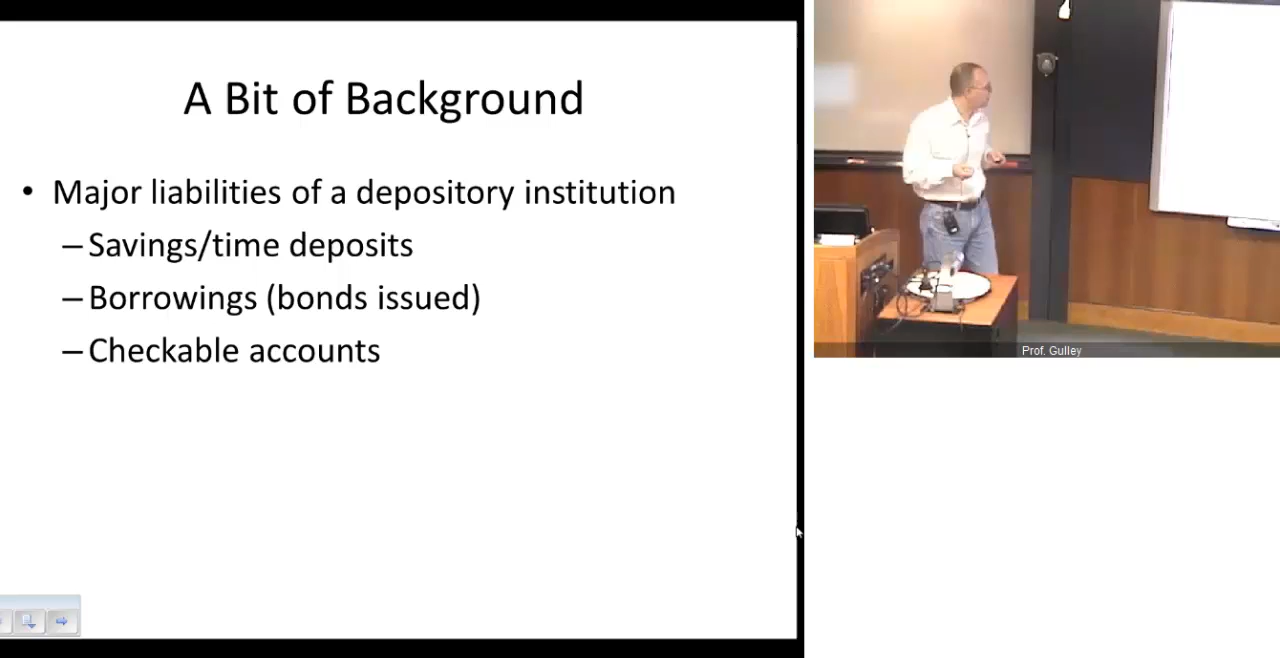 A Bit of Background
• Major liabilities of a depository institution
– Savings/time deposits
– Borrowings (bonds issued)
– Checkable accounts
Prof. Gulley